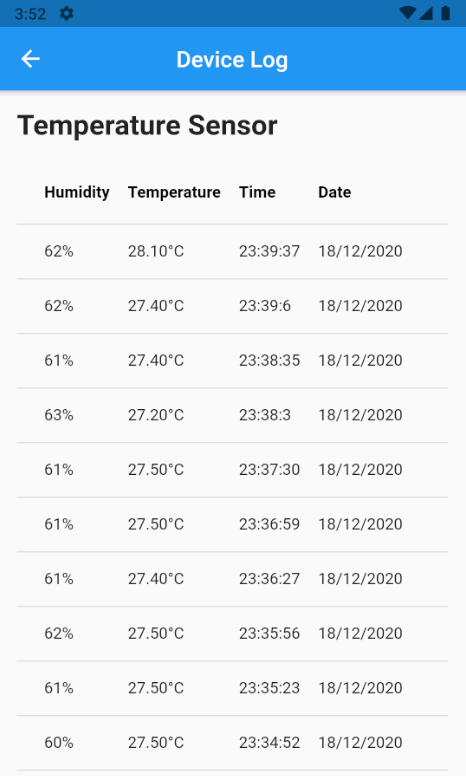 3:52
Device Log
Temperature Sensor
Humidity Temperature Time Date
62% 28.10°C 23:39:37 18/12/2020
62% 27.40°C 23:39:6 18/12/2020
61% 27.40°C 23:38:35 18/12/2020
63% 27.20°C 23:38:3 18/12/2020
61% 27.50°C 23:37:30 18/12/2020
61% 27.50°C 23:36:59 18/12/2020
61% 27.40°C 23:36:27 18/12/2020
62% 27.50°C 23:35:56 18/12/2020
61% 27.50°C 23:35:23 18/12/2020
60% 27.50°C 23:34:52 18/12/2020